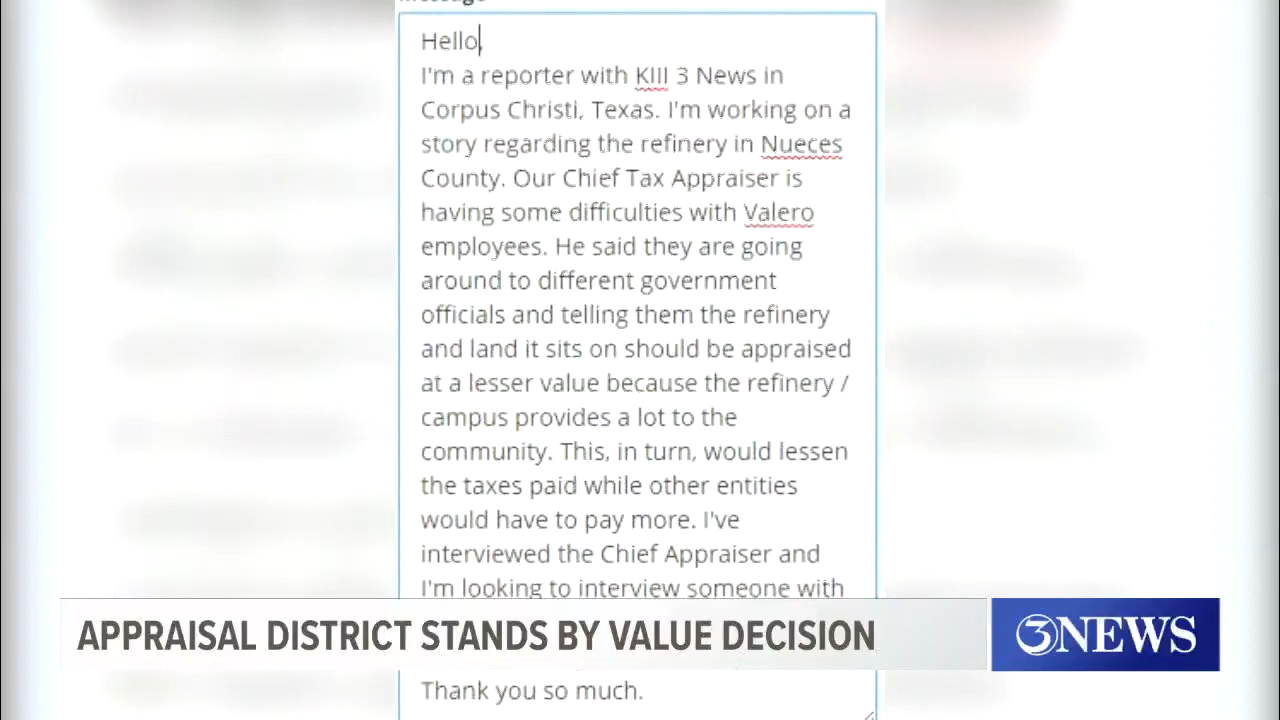 Message
Hello,
I'm a reporter with KIII 3 News in
Corpus Christi, Texas. I'm working on a
story regarding the refinery in Nueces
County. Our Chief Tax Appraiser is
having some difficulties with Valero
employees. He said they are going
around to different government
officials and telling them the refinery
and land it sits on should be appraised
at a lesser value because the refinery /
campus provides a lot to the
community. This, in turn, would lessen
the taxes paid while other entities
would have to pay more. I've
interviewed the Chief Appraiser and
I'm looking to interview someone with
APPRAISAL DISTRICT STANDS BY VALUE DECISION
3NEWS
Thank you so much.